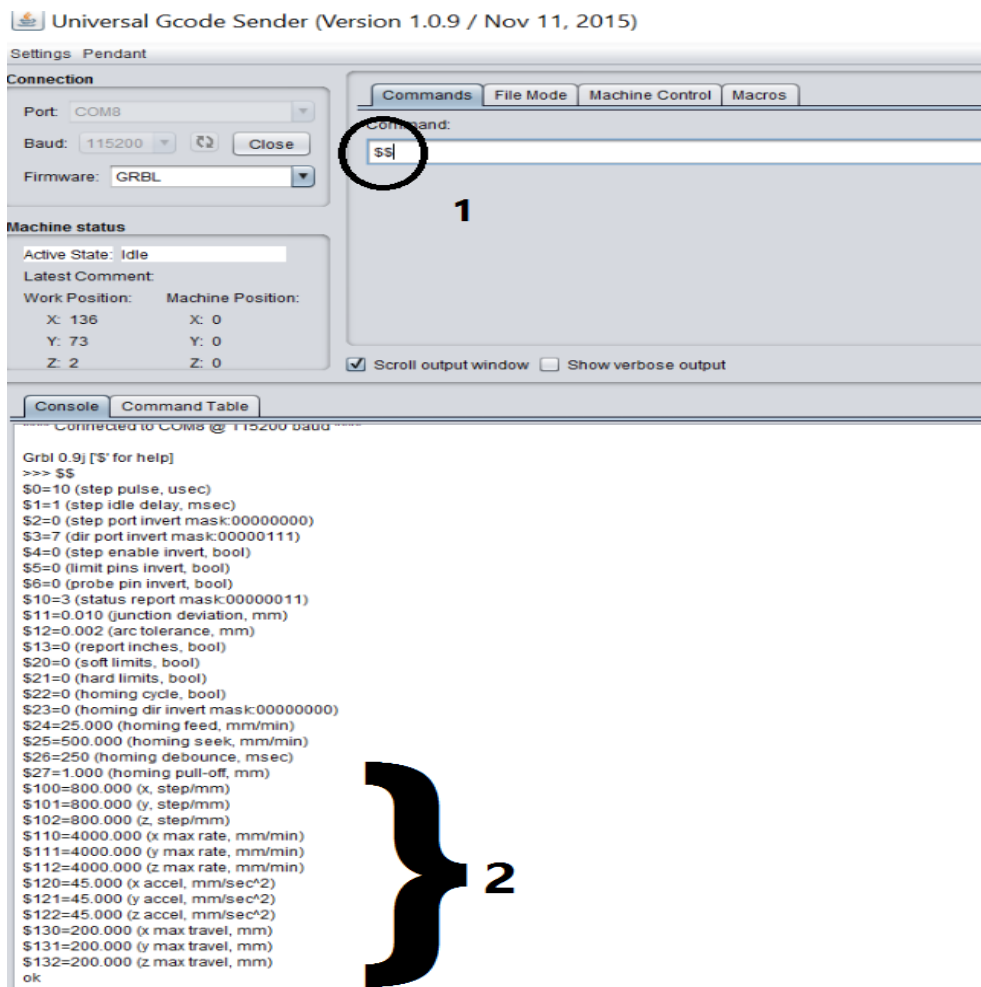 Universal Gcode Sender (Version 1.0.9 / Nov 11, 2015)
Settings Pendant
Connection
Port: COM8
Baud: 115200 Close
Firmware: GRBL
Commands File Mode Machine Control Macros
Command:
$$
1
Machine status
Active State: Idle
Latest Comment:
Work Position: Machine Position:
X: 136 X: 0
Y: 73 Y: 0
Z: 2 Z: 0
Scroll output window Show verbose output
Console Command Table
**** Connected to COM8 @ 115200 baud ****
Grbl 0.9j ['$' for help]
>>> $$
$0=10 (step pulse, usec)
$1=1 (step idle delay, msec)
$2=0 (step port invert mask:00000000)
$3=7 (dir port invert mask:00000111)
$4=0 (step enable invert, bool)
$5=0 (limit pins invert, bool)
$6=0 (probe pin invert, bool)
$10=3 (status report mask:00000011)
$11=0.010 (junction deviation, mm)
$12=0.002 (arc tolerance, mm)
$13=0 (report inches, bool)
$20=0 (soft limits, bool)
$21=0 (hard limits, bool)
$22=0 (homing cycle, bool)
$23=0 (homing dir invert mask:00000000)
$24=25.000 (homing feed, mm/min)
$25=500.000 (homing seek, mm/min)
$26=250 (homing debounce, msec)
$27=1.000 (homing pull-off, mm)
$100=800.000 (x, step/mm)
$101=800.000 (y, step/mm)
$102=800.000 (z, step/mm)
$110=4000.000 (x max rate, mm/min)
$111=4000.000 (y max rate, mm/min)
$112=4000.000 (z max rate, mm/min)
$120=45.000 (x accel, mm/sec^2)
$121=45.000 (y accel, mm/sec^2)
$122=45.000 (z accel, mm/sec^2)
$130=200.000 (x max travel, mm)
$131=200.000 (y max travel, mm)
$132=200.000 (z max travel, mm)
ok
} 2